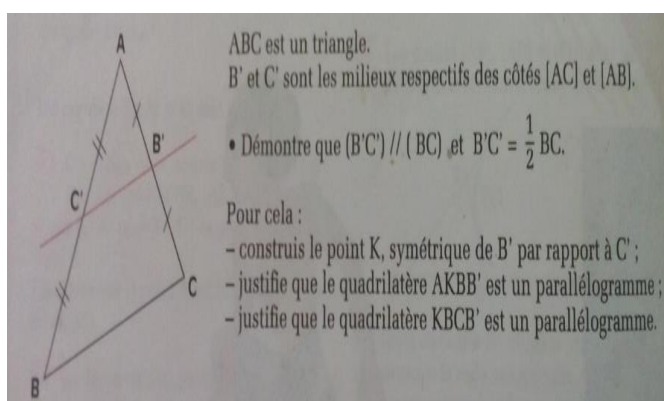 ABC est un triangle.
B' et C' sont les milieux respectifs des côtés [AC] et [AB].
• Démontre que (B'C') // ( BC) et B'C' = 1/2 BC.
Pour cela :
– construis le point K, symétrique de B' par rapport à C' ;
– justifie que le quadrilatère AKBB' est un parallélogramme ;
– justifie que le quadrilatère KBCB' est un parallélogramme.
A
B'
C'
C
B